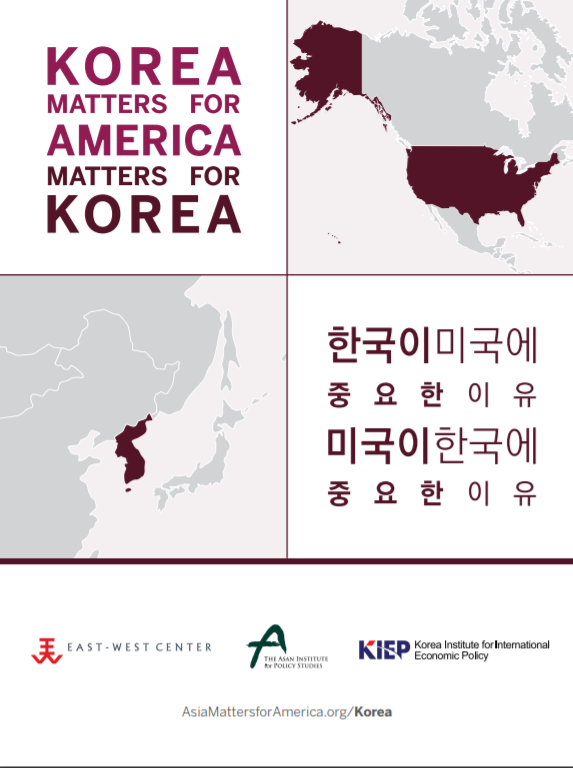 KOREA
MATTERS FOR
AMERICA
MATTERS FOR
KOREA
한국이미국에
중 요 한 이 유
미국이한국에
중 요 한 이 유
EAST-WEST CENTER
THE ASAN INSTITUTE
for POLICY STUDIES
KIEP Korea Institute for International
Economic Policy
AsiaMattersforAmerica.org/Korea